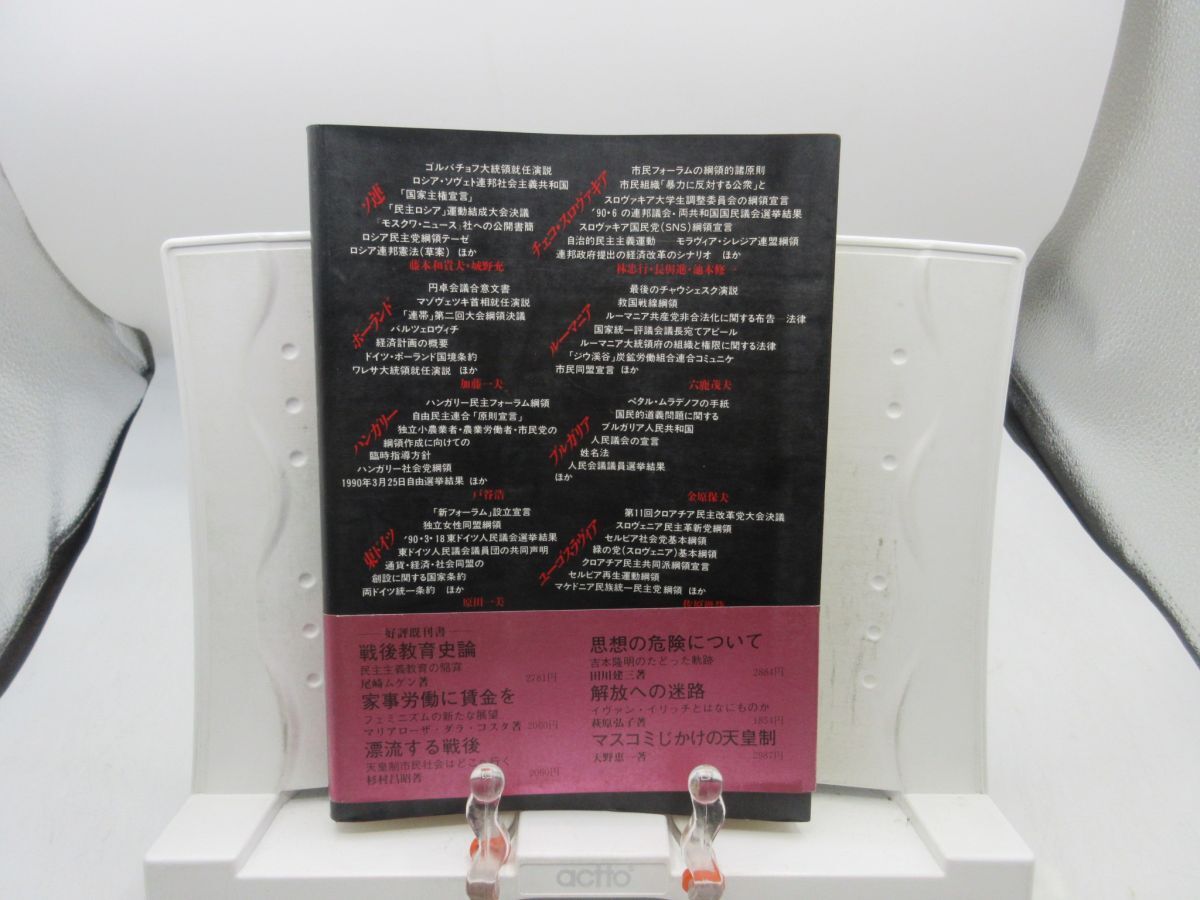 ソ連
ゴルバチョフ大統領就任演説
ロシア・ソヴェト連邦社会主義共和国
「国家主権宣言」
「民主ロシア」運動結成大会決議
「モスクワ・ニュース」社への公開書簡
ロシア民主党綱領テーゼ
ロシア連邦憲法(草案) ほか
藤本和貴夫・城野充
ポーランド
円卓会議合意文書
マゾヴェツキ首相就任演説
「連帯」第二回大会綱領決議
バルツェロヴィチ
経済計画の概要
ドイツ・ポーランド国境条約
ワレサ大統領就任演説 ほか
加藤一夫
ハンガリー
ハンガリー民主フォーラム綱領
自由民主連合「原則宣言」
独立小農業者・農業労働者・市民党の
綱領作成に向けての
臨時指導方針
ハンガリー社会党綱領
1990年3月25日自由選挙結果 ほか
戸谷浩
東ドイツ
「新フォーラム」設立宣言
独立女性同盟綱領
'90・3・18東ドイツ人民議会選挙結果
東ドイツ人民議会議員団の共同声明
通貨・経済・社会同盟の
創設に関する国家条約
両ドイツ統一条約 ほか
原田一美
チェコ・スロヴァキア
市民フォーラムの綱領的諸原則
市民組織「暴力に反対する公衆」と
スロヴァキア大学生調整委員会の綱領宣言
'90・6の連邦議会・両共和国国民議会選挙結果
スロヴァキア国民党(SNS)綱領宣言
自治的民主主義運動―モラヴィア・シレジア連盟綱領
連邦政府提出の経済改革のシナリオ ほか
林忠行・長與進・池本修一
ルーマニア
最後のチャウシェスク演説
救国戦線綱領
ルーマニア共産党非合法化に関する布告―法律
国家統一評議会議長宛てアピール
ルーマニア大統領府の組織と権限に関する法律
「ジウ渓谷」炭鉱労働組合連合コミュニケ
市民同盟宣言 ほか
六鹿茂夫
ブルガリア
ペタル・ムラデノフの手紙
国民的道義問題に関する
ブルガリア人民共和国
人民議会の宣言
姓名法
人民会議議員選挙結果
ほか
金原保夫
ユーゴスラヴィア
第11回クロアチア民主改革党大会決議
スロヴェニア民主革新党綱領
セルビア社会党基本綱領
緑の党(スロヴェニア)基本綱領
クロアチア民主共同派綱領宣言
セルビア再生運動綱領
マケドニア民族統一民主党綱領 ほか
好評既刊書
戦後教育史論
民主主義教育の陥穽
尾崎ムゲン著 2781円
家事労働に賃金を
フェミニズムの新たな展望
マリアローザ・ダラ・コスタ著 2060円
漂流する戦後
天皇制市民社会はどこへ行く
杉村昌昭著 2060円
思想の危険について
吉本隆明のたどった軌跡
田川建三著 2884円
解放への迷路
イヴァン・イリッチとはなにものか
萩原弘子著 1854円
マスコミじかけの天皇制
天野恵一著 2987円
actto